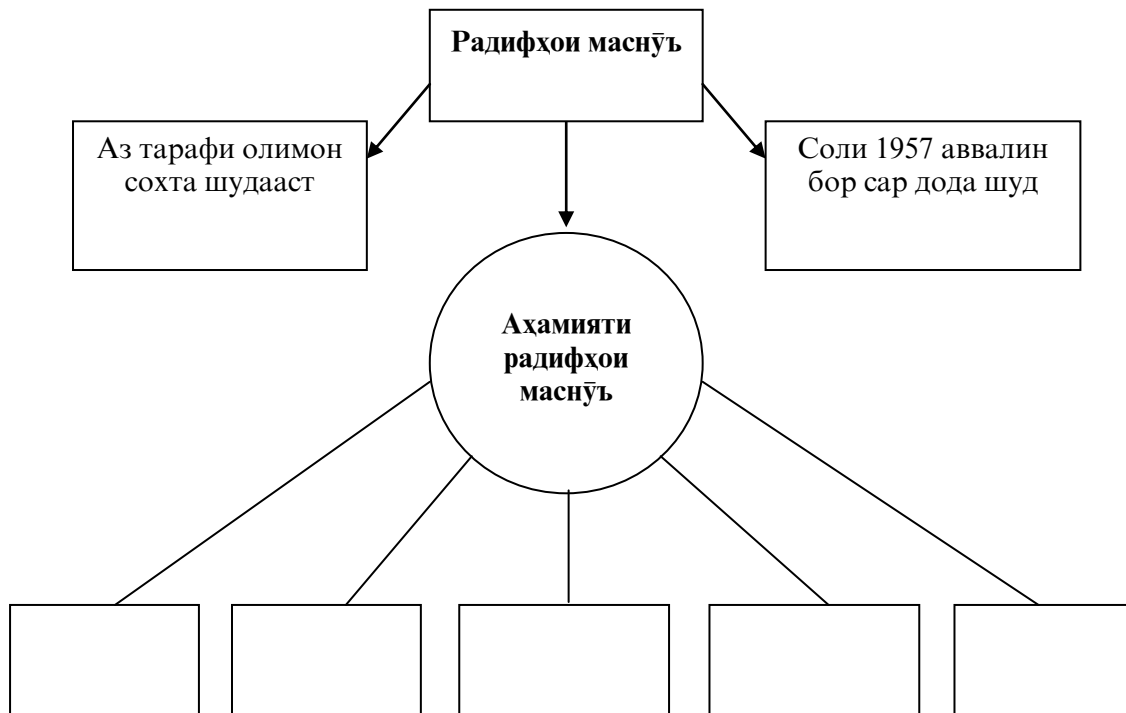 Радифҳои маснӯъ
Аз тарафи олимон
сохта шудааст
Соли 1957 аввалин
бор сар дода шуд
Аҳамияти
радифҳои
маснӯъ